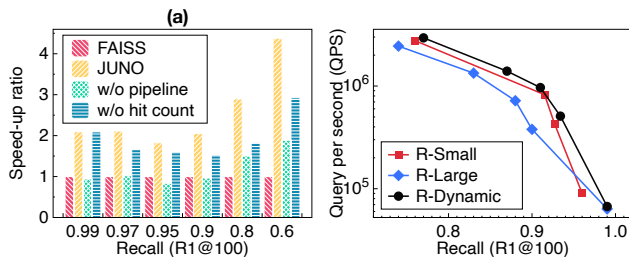 (a)
Speed-up ratio
4
3
2
1
0
FAISS
JUNO
w/o pipeline
w/o hit count
0.99 0.97 0.95 0.9 0.8 0.6
Recall (R1@100)
Query per second (QPS)
10^6
10^5
R-Small
R-Large
R-Dynamic
0.8 0.9 1.0
Recall (R1@100)